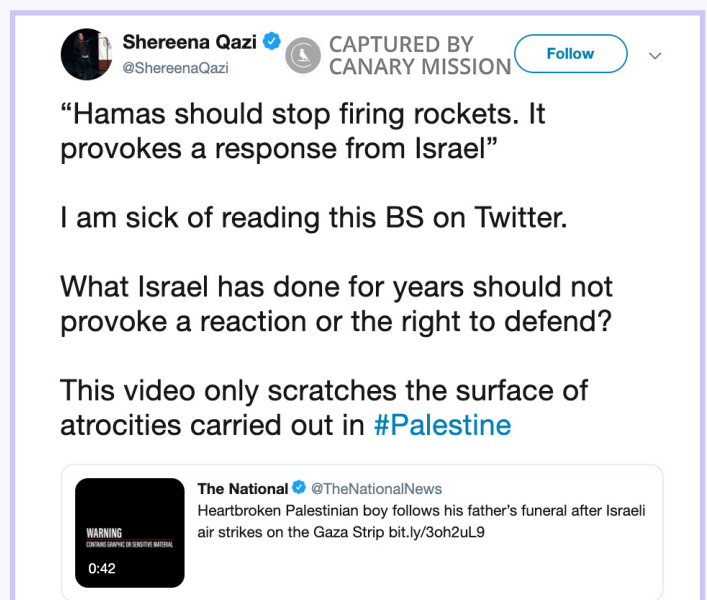 Shereena Qazi
@ShereenaQazi
CAPTURED BY
CANARY MISSION
Follow
“Hamas should stop firing rockets. It
provokes a response from Israel”
I am sick of reading this BS on Twitter.
What Israel has done for years should not
provoke a reaction or the right to defend?
This video only scratches the surface of
atrocities carried out in #Palestine
The National @TheNationalNews
Heartbroken Palestinian boy follows his father’s funeral after Israeli
air strikes on the Gaza Strip bit.ly/3oh2uL9
WARNING
CONTAINS GRAPHIC OR SENSITIVE MATERIAL
0:42